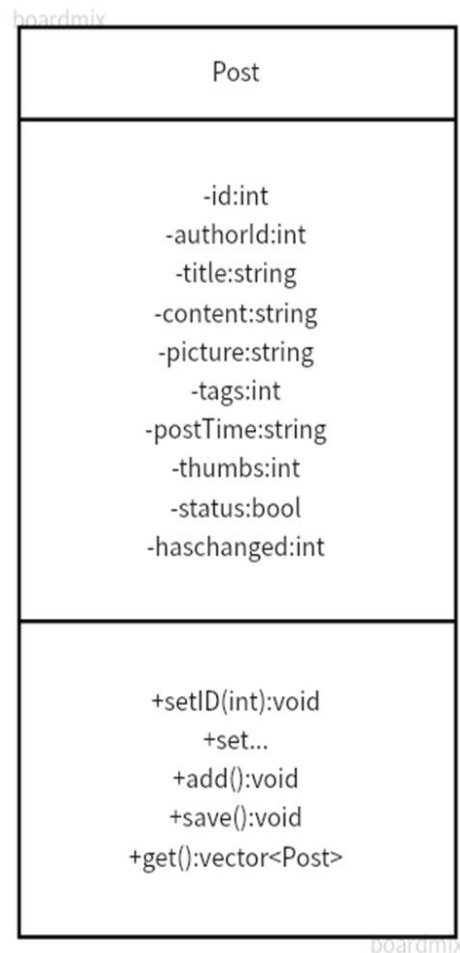 boardmix
Post
-id:int
-authorId:int
-title:string
-content:string
-picture:string
-tags:int
-postTime:string
-thumbs:int
-status:bool
-haschanged:int
+setID(int):void
+set...
+add():void
+save():void
+get():vector<Post>
boardmix